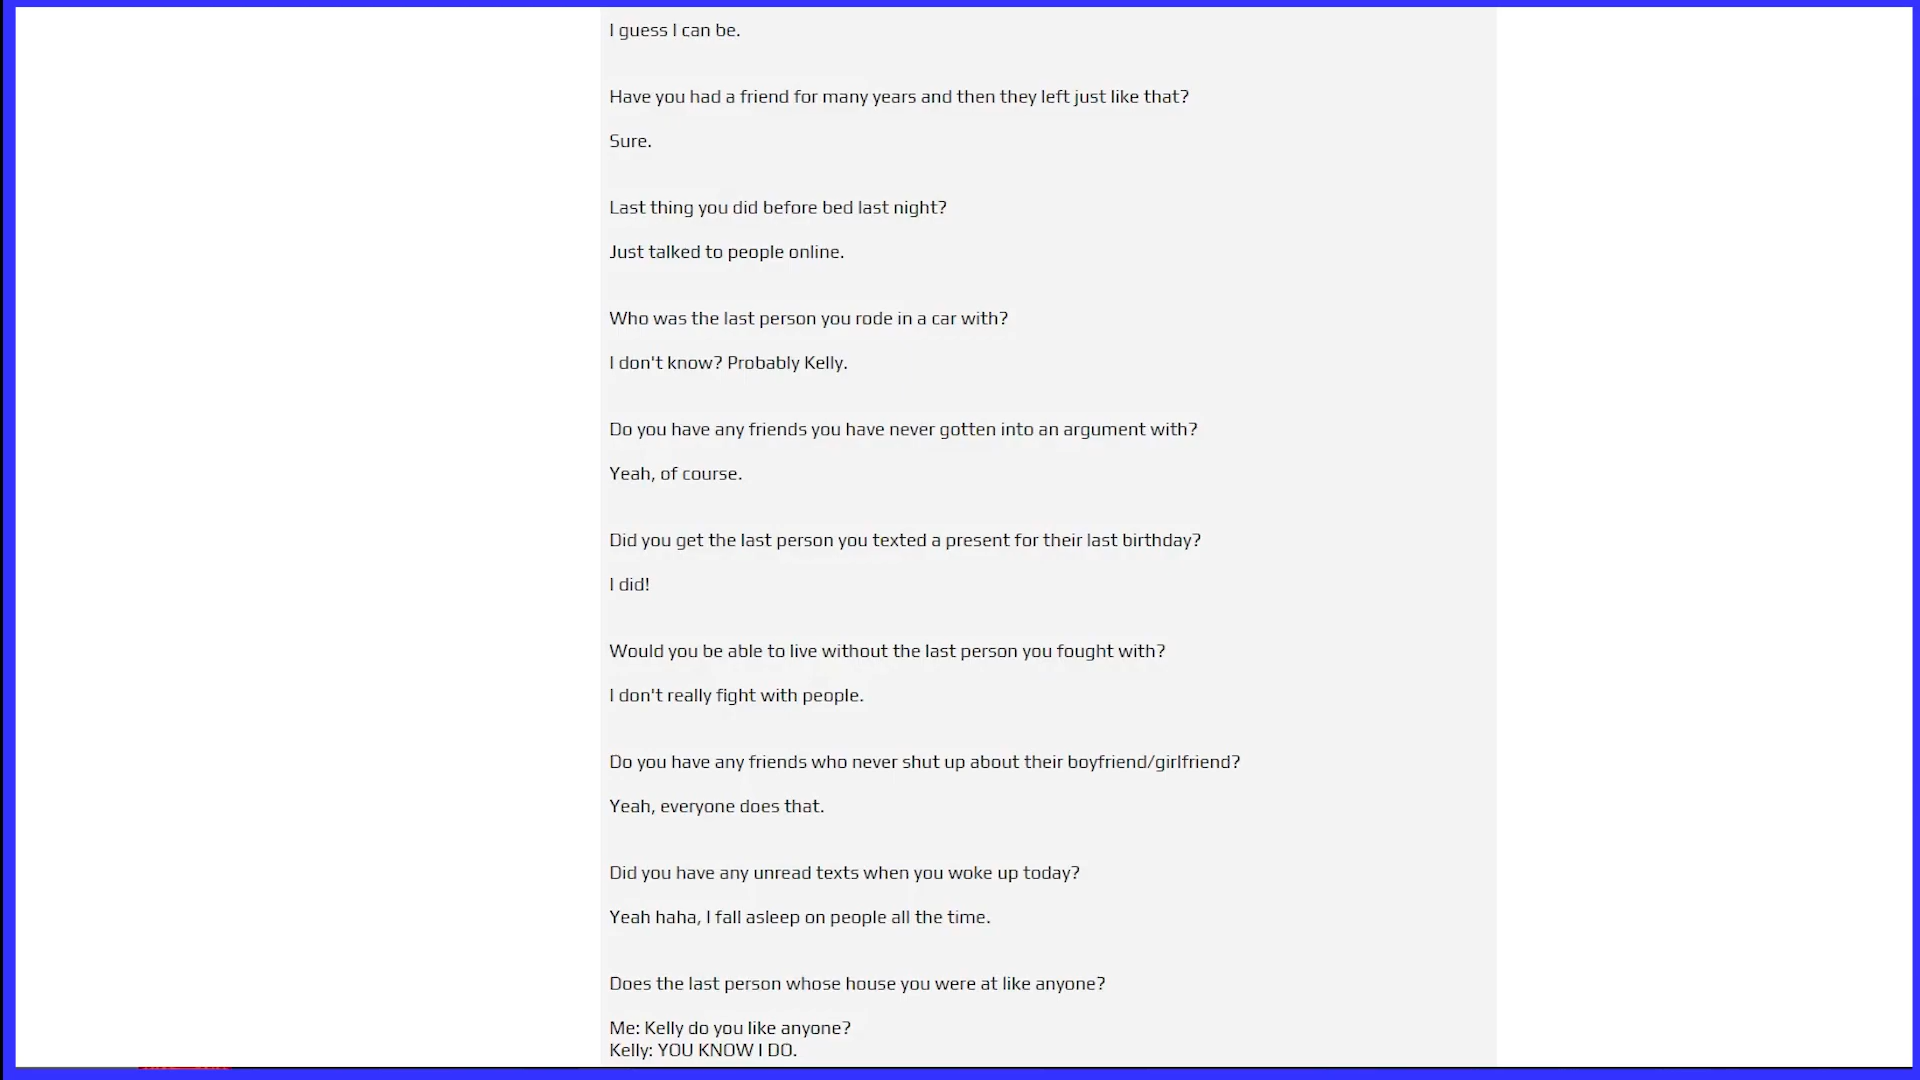 I guess I can be.
Have you had a friend for many years and then they left just like that?
Sure.
Last thing you did before bed last night?
Just talked to people online.
Who was the last person you rode in a car with?
I don't know? Probably Kelly.
Do you have any friends you have never gotten into an argument with?
Yeah, of course.
Did you get the last person you texted a present for their last birthday?
I did!
Would you be able to live without the last person you fought with?
I don't really fight with people.
Do you have any friends who never shut up about their boyfriend/girlfriend?
Yeah, everyone does that.
Did you have any unread texts when you woke up today?
Yeah haha, I fall asleep on people all the time.
Does the last person whose house you were at like anyone?
Me: Kelly do you like anyone?
Kelly: YOU KNOW I DO.